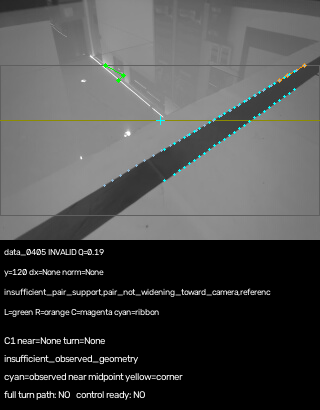 data_0405 INVALID Q=0.19
y=120 dx=None norm=None
insufficient_pair_support,pair_not_widening_toward_camera,referenc
L=green R=orange C=magenta cyan=ribbon
C1 near=None turn=None
insufficient_observed_geometry
cyan=observed near midpoint yellow=corner
full turn path: NO control ready: NO